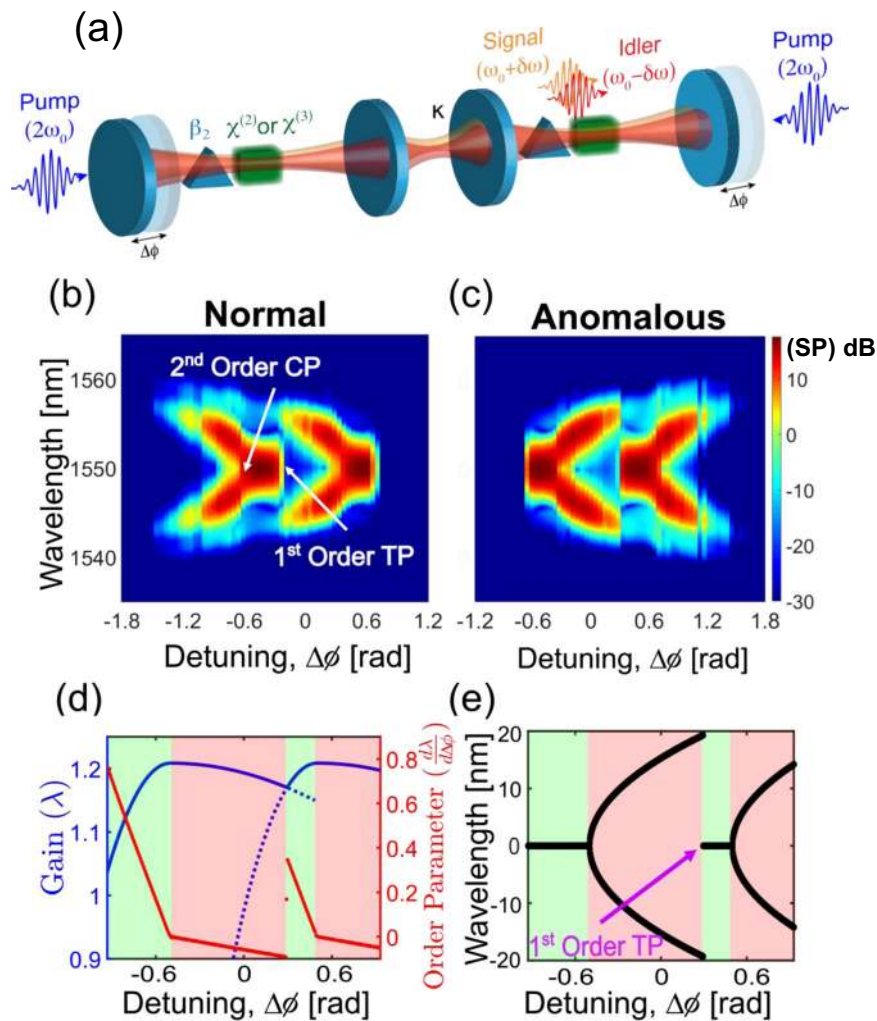 (a)
Signal
(ω₀+δω)
Idler
(ω₀−δω)
Pump
(2ω₀)
Pump
(2ω₀)
β₂
χ⁽²⁾ or χ⁽³⁾
κ
Δϕ
Δϕ
(b)
Normal
(c)
Anomalous
(SP) dB
2nd Order CP
1st Order TP
Wavelength [nm]
1560
1550
1540
10
0
-10
-20
-30
-1.8 -0.6 0.6 1.2
-1.2 0 0.6 1.2 1.8
Detuning, Δϕ [rad]
Detuning, Δϕ [rad]
(d)
(e)
Gain (λ)
1.2
1.1
1
0.9
0.8
0.6
0.4
0.2
0
Order Parameter (dλ/dΔϕ)
-0.6 0 0.6
Detuning, Δϕ [rad]
Wavelength [nm]
20
10
0
-10
-20
1st Order TP
-0.6 0 0.6
Detuning, Δϕ [rad]